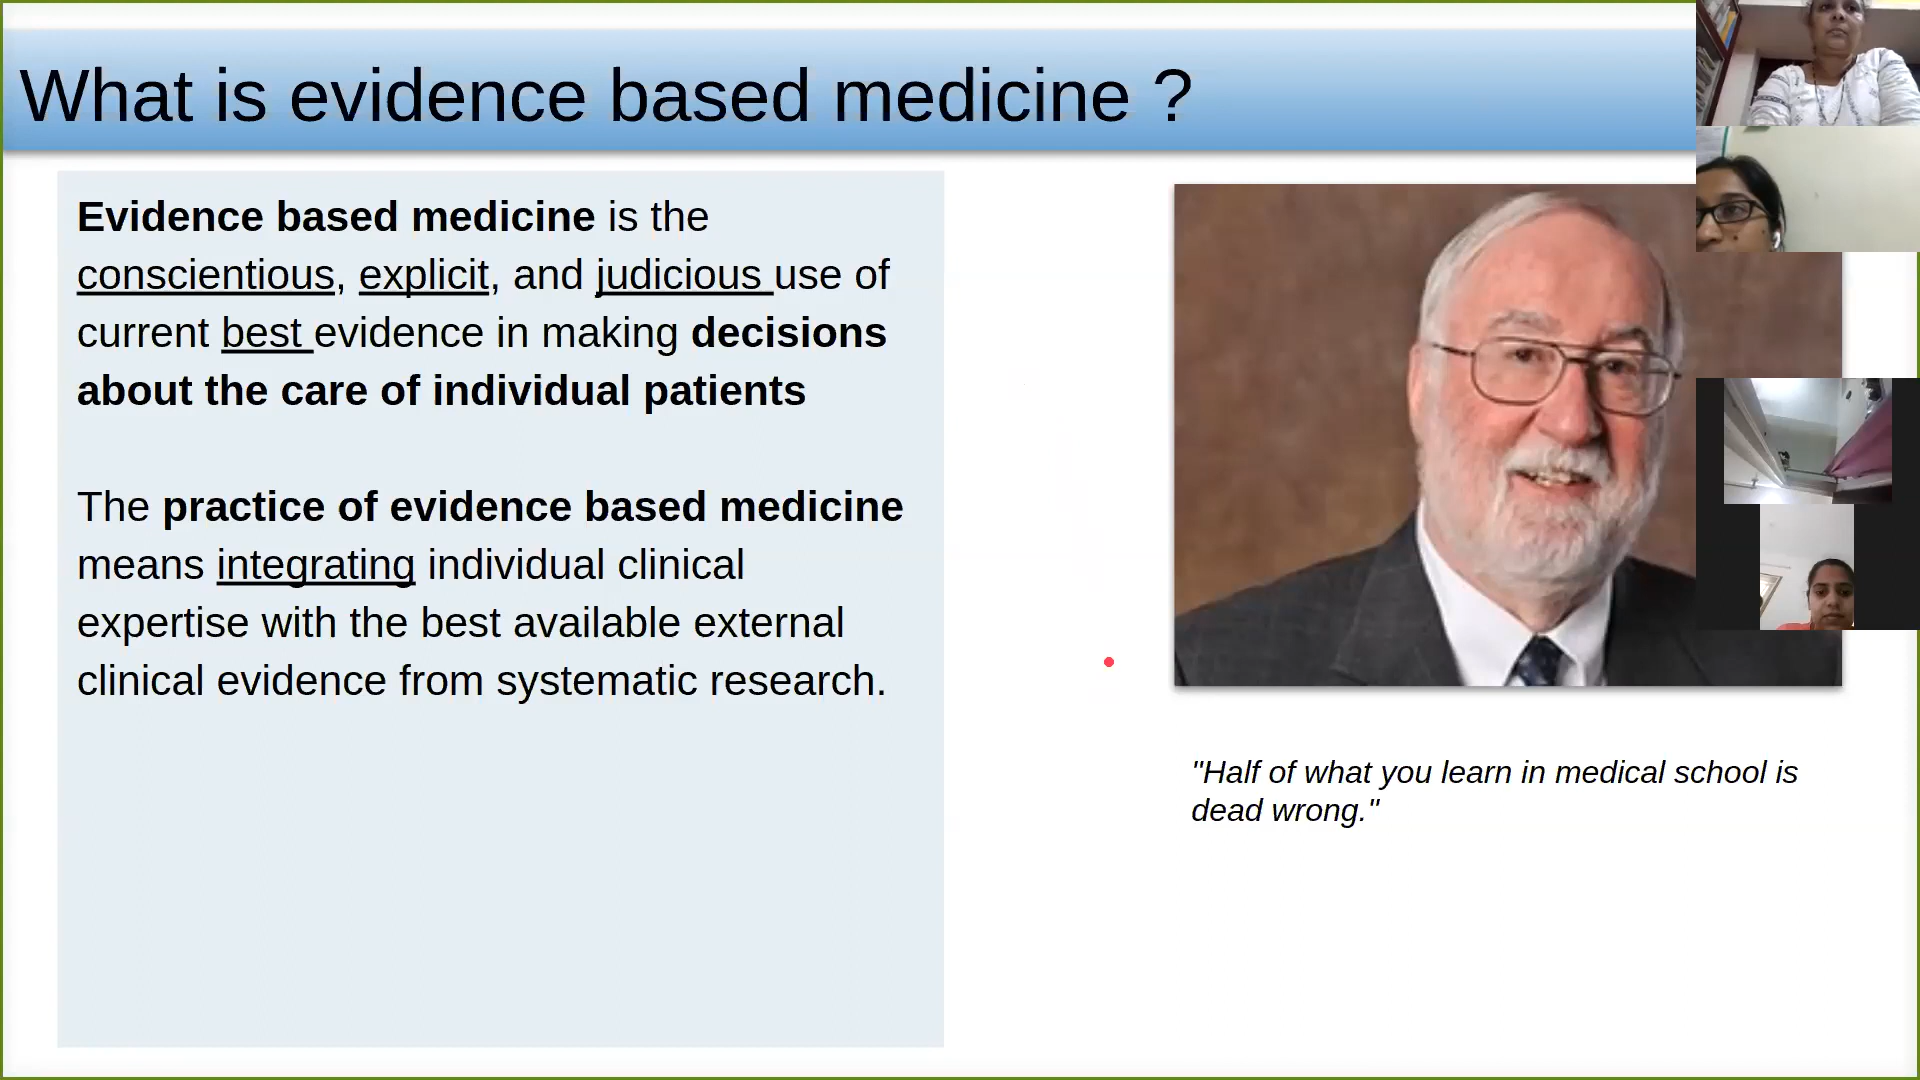 What is evidence based medicine ?
Evidence based medicine is the
conscientious, explicit, and judicious use of
current best evidence in making decisions
about the care of individual patients
The practice of evidence based medicine
means integrating individual clinical
expertise with the best available external
clinical evidence from systematic research.
"Half of what you learn in medical school is
dead wrong."